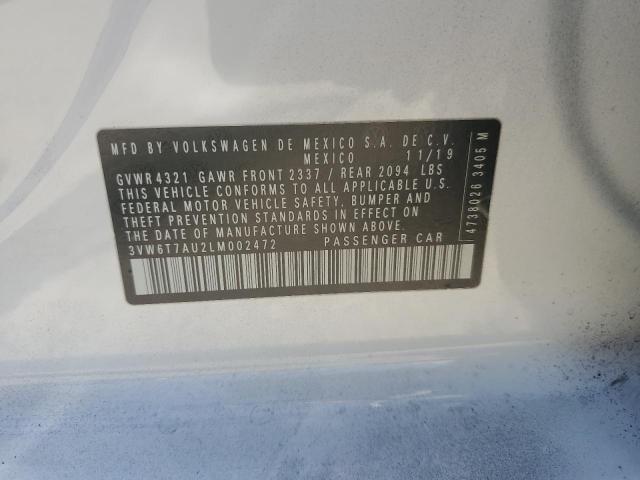 MFD BY VOLKSWAGEN DE MEXICO S.A. DE C.V.
MEXICO 11/19
GVWR 4321 GAWR FRONT 2337 / REAR 2094 LBS
THIS VEHICLE CONFORMS TO ALL APPLICABLE U.S.
FEDERAL MOTOR VEHICLE SAFETY, BUMPER AND
THEFT PREVENTION STANDARDS IN EFFECT ON
THE DATE OF MANUFACTURE SHOWN ABOVE.
3VW6T7AU2LM002472 PASSENGER CAR
4738026 3405 M